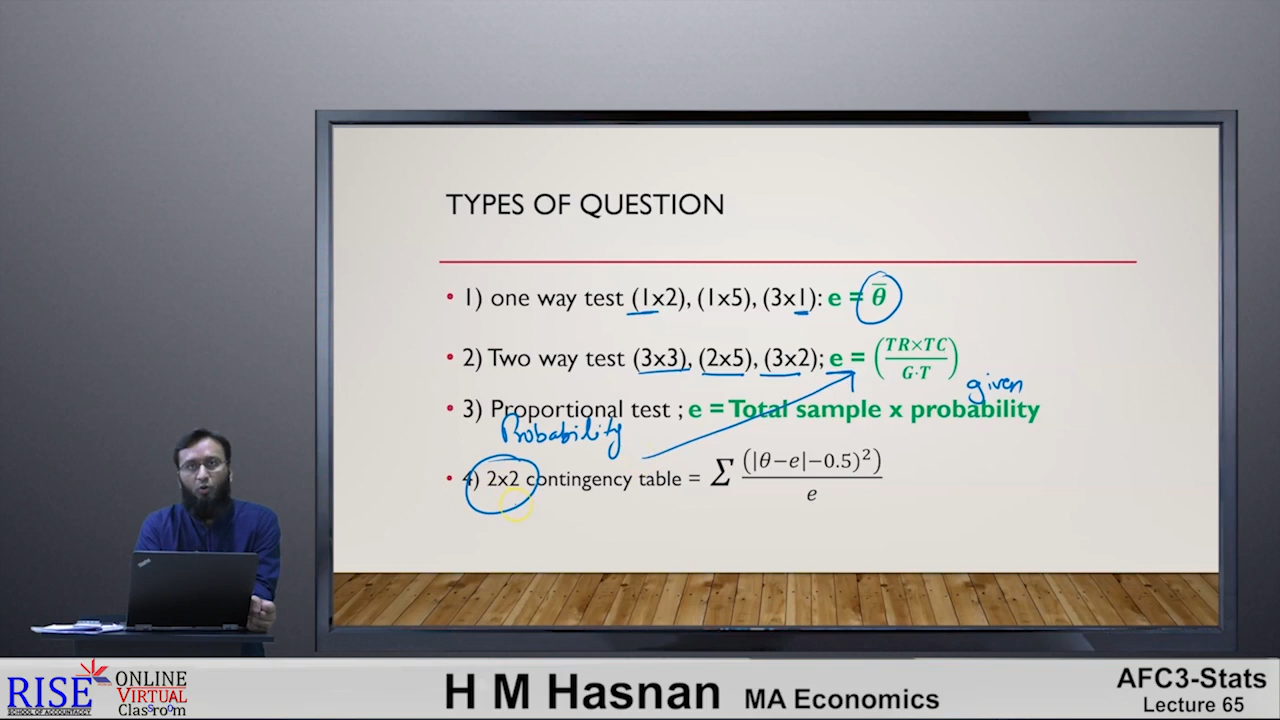 TYPES OF QUESTION
• 1) one way test (1x2), (1x5), (3x1): e = θ̅
• 2) Two way test (3x3), (2x5), (3x2); e = (TR×TC / G·T)
given
• 3) Proportional test ; e = Total sample x probability
Probability
• 4) 2x2 contingency table = ∑ (|θ−e|−0.5)²) / e
ThinkPad
RISE
SCHOOL OF ACCOUNTANCY
ONLINE
VIRTUAL
Classroom
H M Hasnan MA Economics
AFC3-Stats
Lecture 65